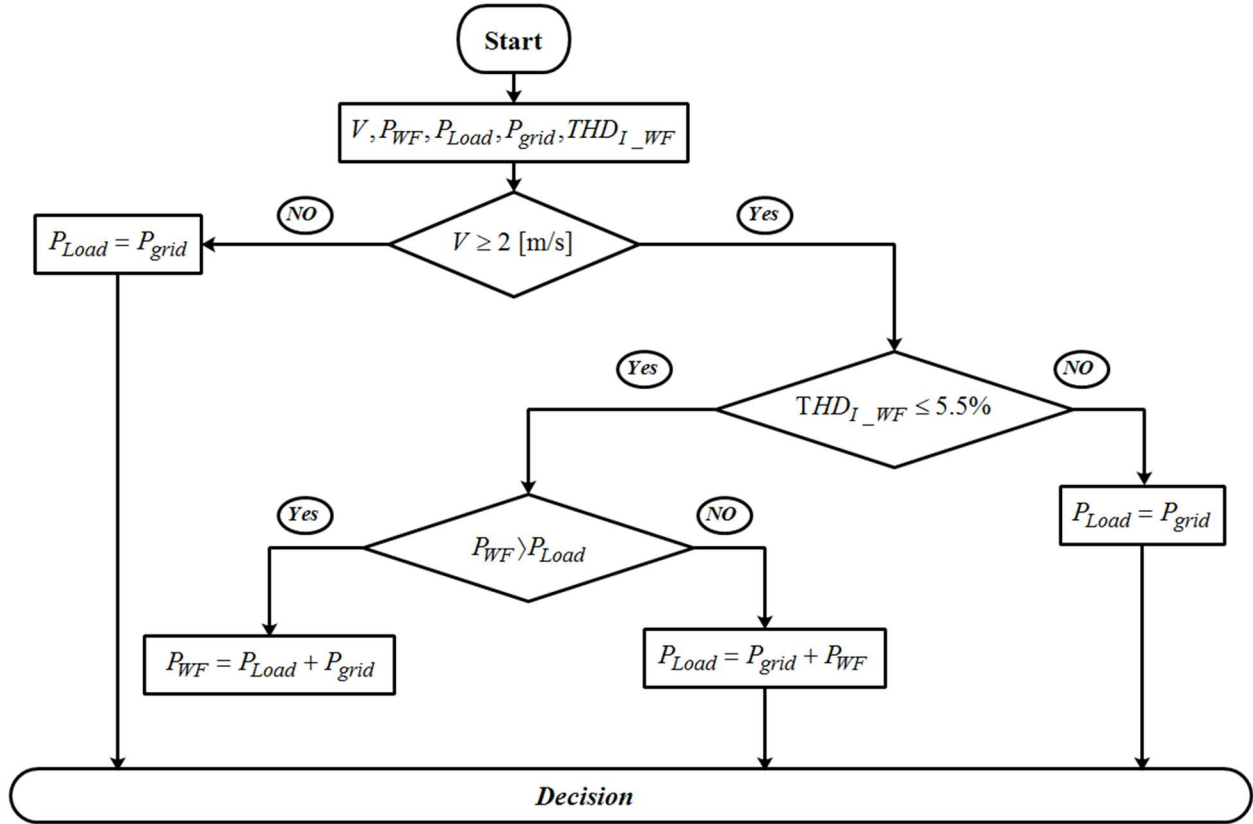 Start
V, P_WF, P_Load, P_grid, THD_I_WF
NO
Yes
P_Load = P_grid
V ≥ 2 [m/s]
Yes
NO
THD_I_WF ≤ 5.5%
Yes
NO
P_Load = P_grid
P_WF⟩P_Load
P_WF = P_Load + P_grid
P_Load = P_grid + P_WF
Decision